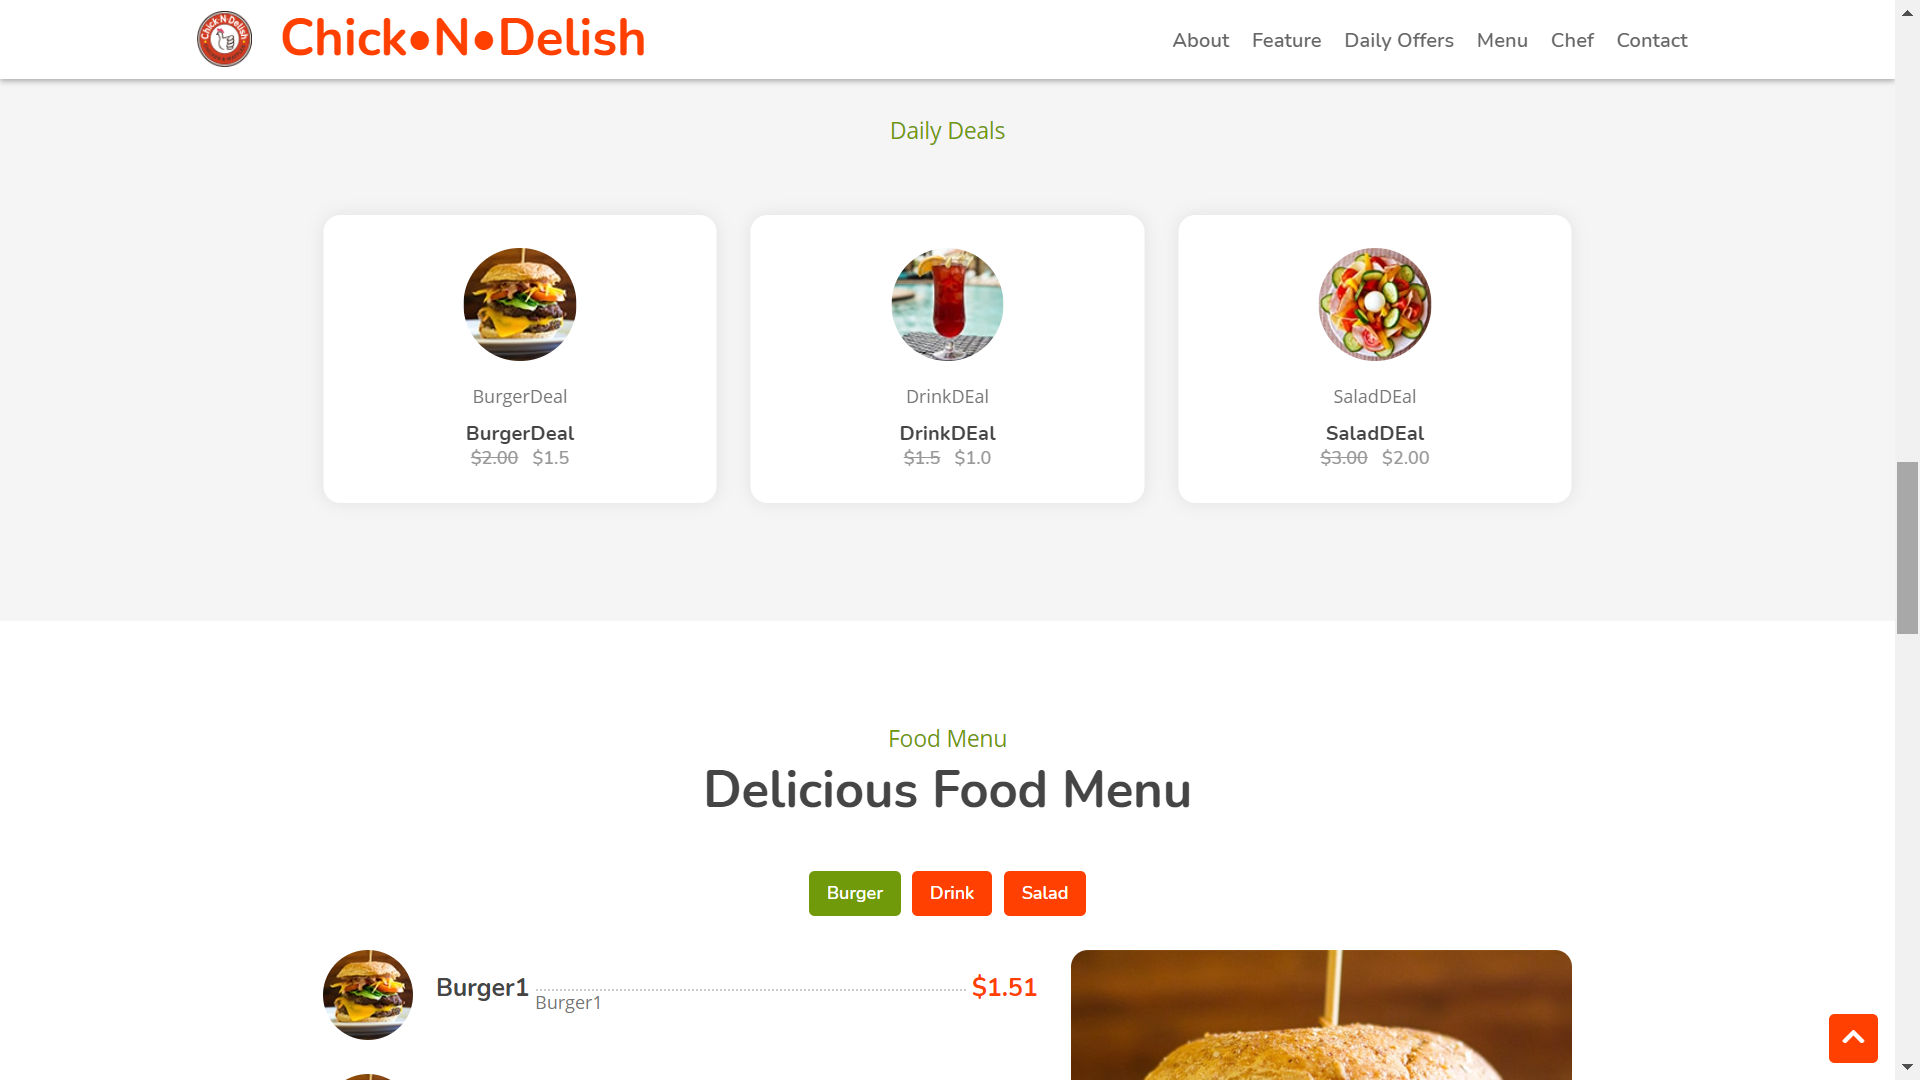 Chick-N-Delish
Chick●N●Delish
About Feature Daily Offers Menu Chef Contact
Daily Deals
BurgerDeal
BurgerDeal
$2.00 $1.5
DrinkDEal
DrinkDEal
$1.5 $1.0
SaladDEal
SaladDEal
$3.00 $2.00
Food Menu
Delicious Food Menu
Burger Drink Salad
Burger1 $1.51
Burger1